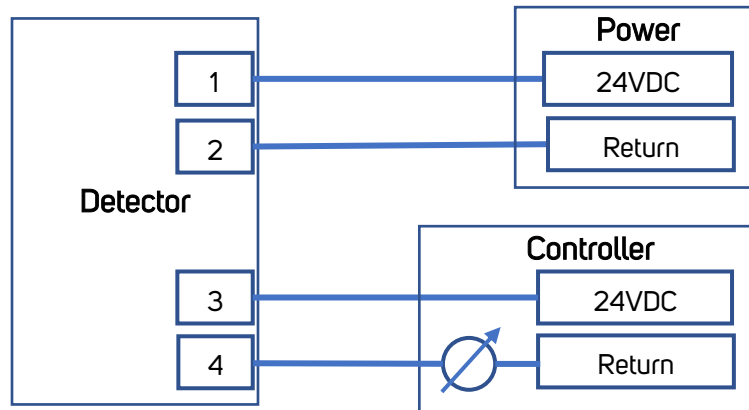 Power
1
24VDC
2
Return
Detector
Controller
3
24VDC
4
Return